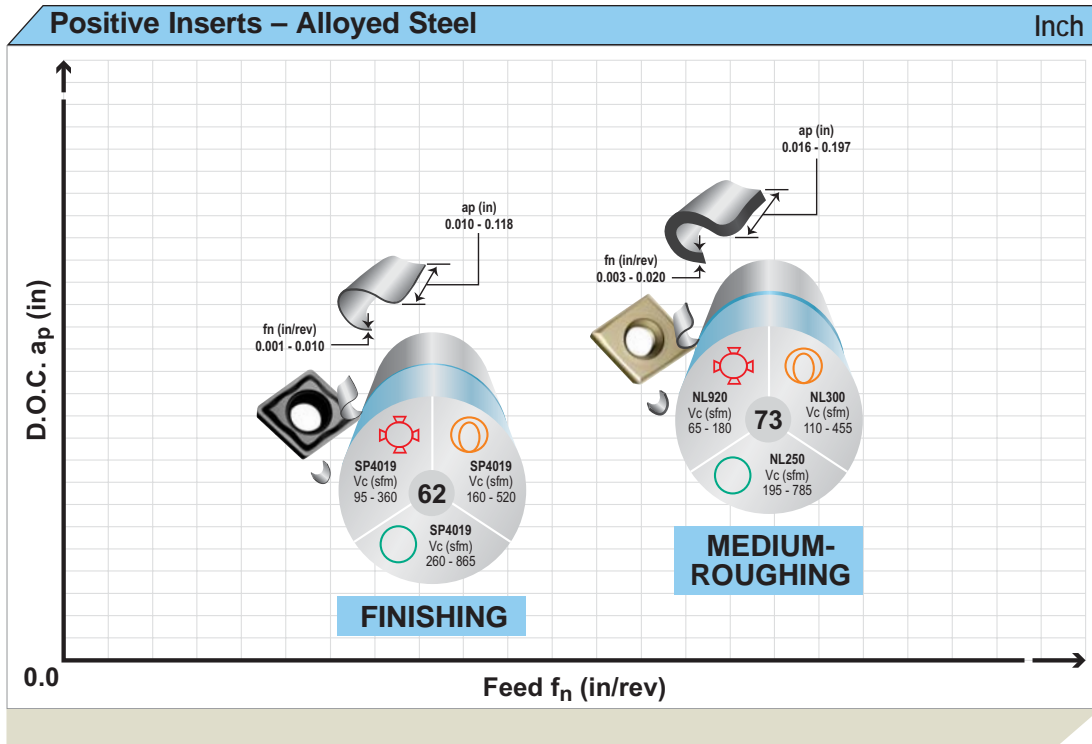 Positive Inserts – Alloyed Steel
Inch
D.O.C. ap (in)
ap (in)
0.010 - 0.118
fn (in/rev)
0.001 - 0.010
SP4019
Vc (sfm)
95 - 360
SP4019
Vc (sfm)
160 - 520
62
SP4019
Vc (sfm)
260 - 865
FINISHING
ap (in)
0.016 - 0.197
fn (in/rev)
0.003 - 0.020
NL920
Vc (sfm)
65 - 180
NL300
Vc (sfm)
110 - 455
73
NL250
Vc (sfm)
195 - 785
MEDIUM-
ROUGHING
0.0
Feed fn (in/rev)